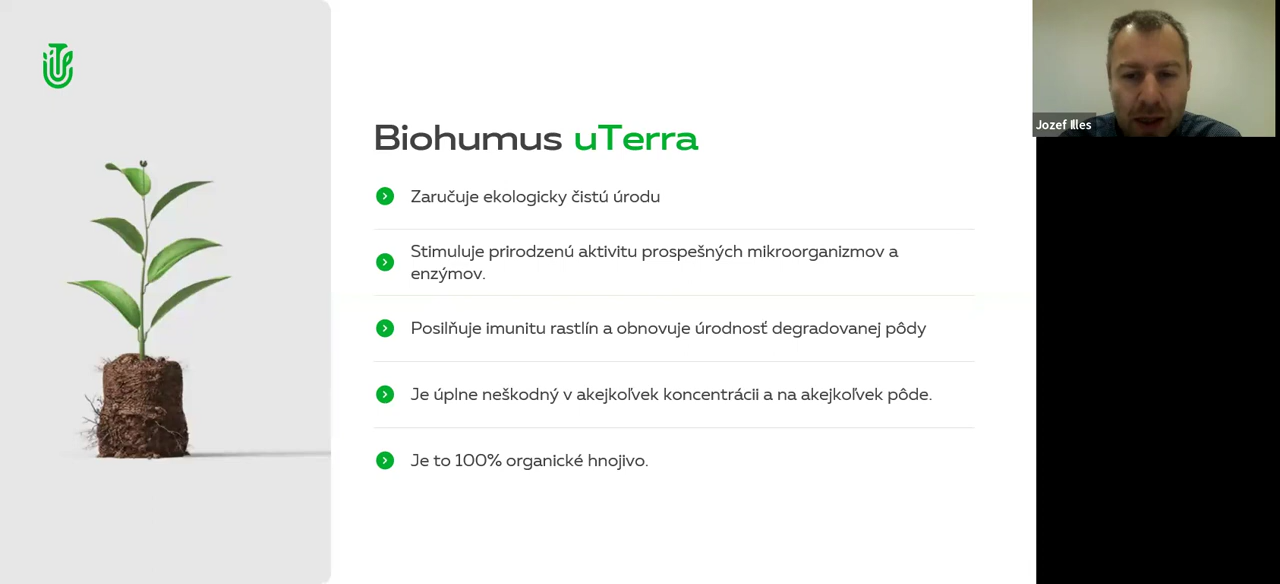 Biohumus uTerra
Zaručuje ekologicky čistú úrodu
Stimuluje prirodzenú aktivitu prospešných mikroorganizmov a
enzýmov.
Posilňuje imunitu rastlín a obnovuje úrodnosť degradovanej pôdy
Je úplne neškodný v akejkoľvek koncentrácii a na akejkoľvek pôde.
Je to 100% organické hnojivo.
Jozef Illes